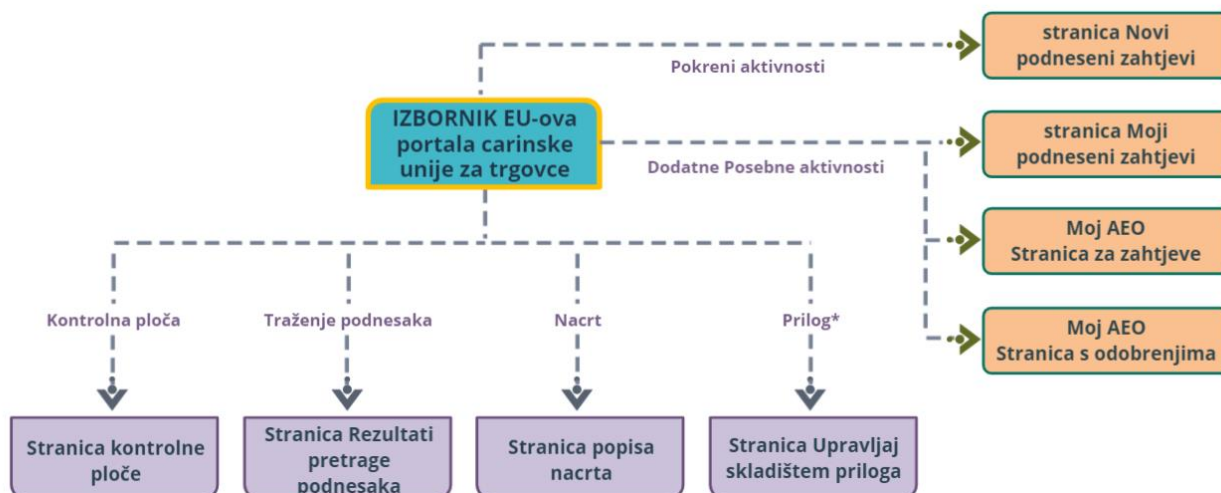 stranica Novi
podneseni zahtjevi
Pokreni aktivnosti
IZBORNIK EU-ova
portala carinske
unije za trgovce
stranica Moji
podneseni zahtjevi
Dodatne Posebne aktivnosti
Moj AEO
Stranica za zahtjeve
Moj AEO
Stranica s odobrenjima
Kontrolna ploča
Traženje podnesaka
Nacrt
Prilog*
Stranica kontrolne
ploče
Stranica Rezultati
pretrage
podnesaka
Stranica popisa
nacrta
Stranica Upravljaj
skladištem priloga